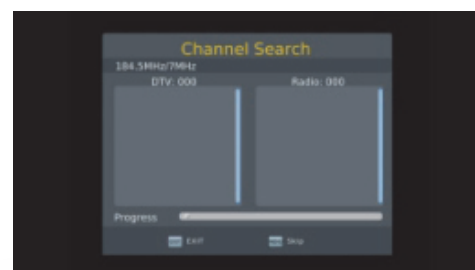 Channel Search
184.5MHz/7MHz
DTV: 000 Radio: 000
Progress
EXIT Skip